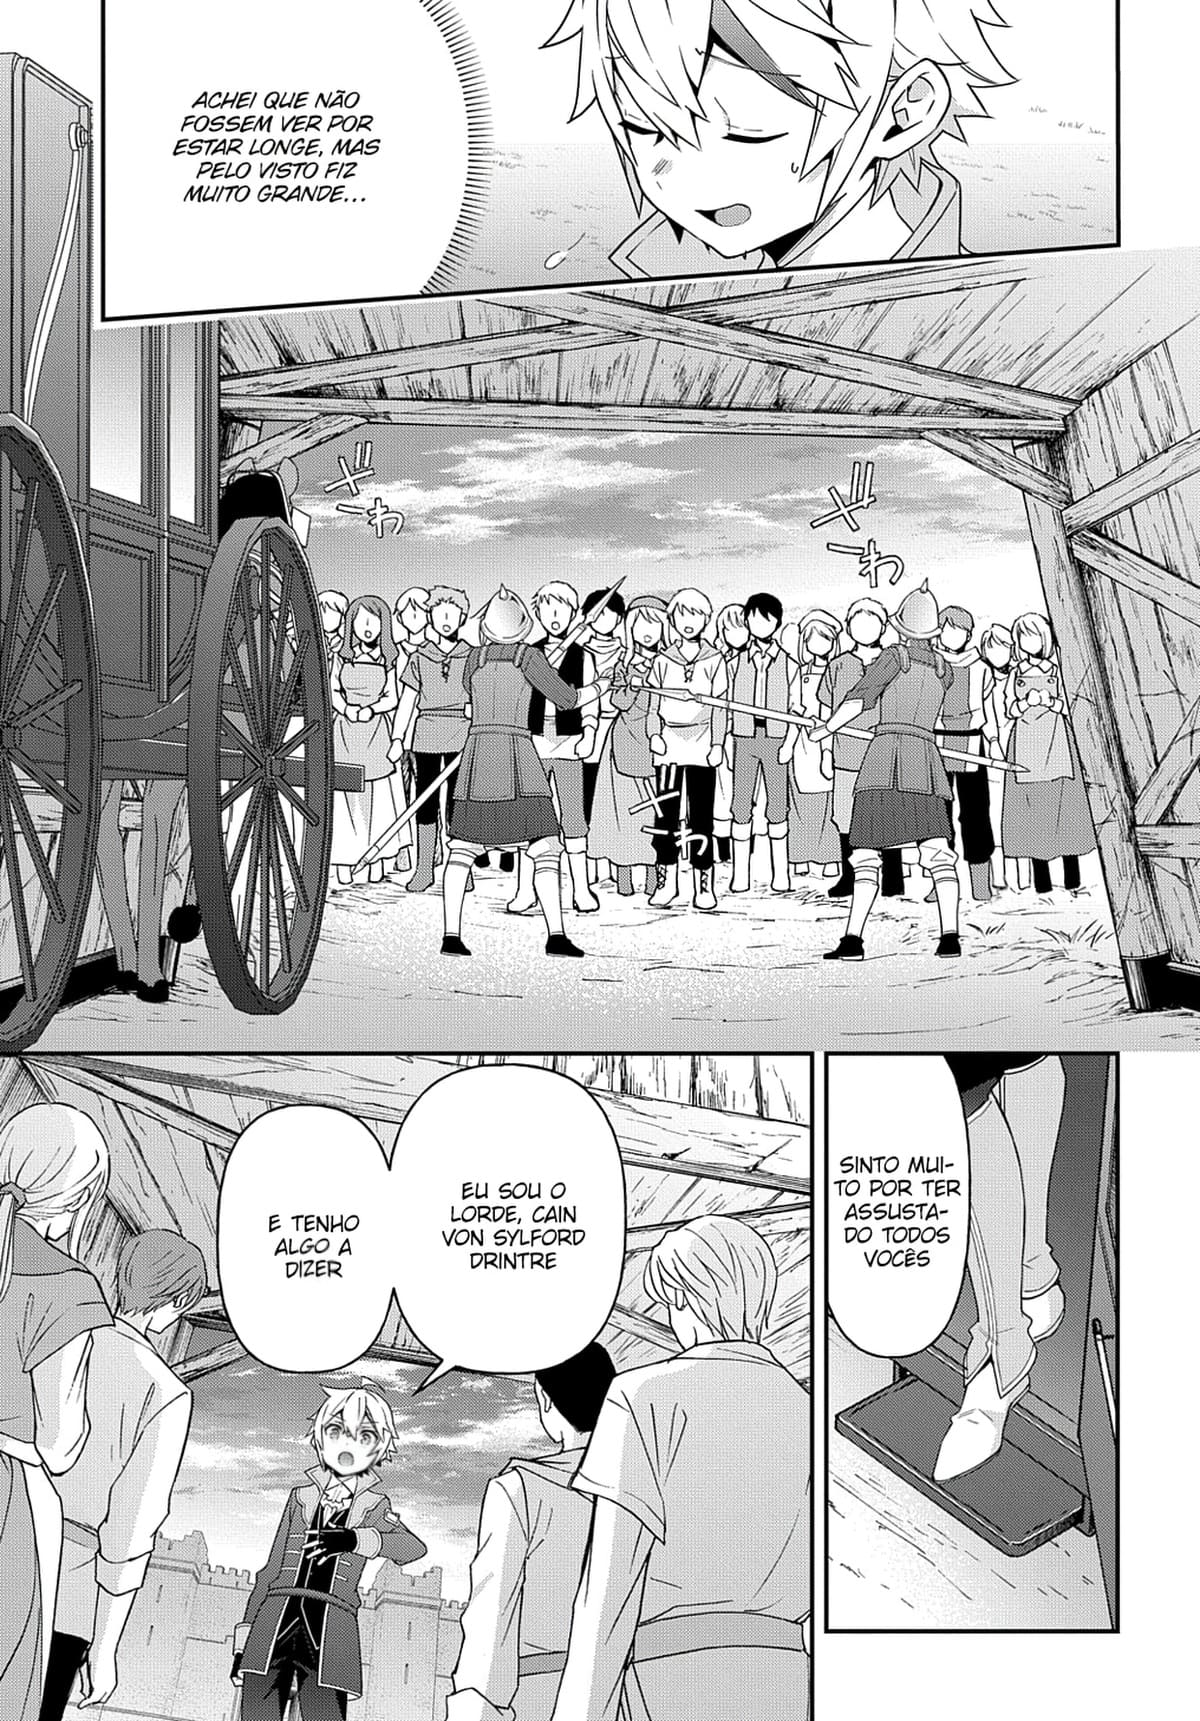 ACHEI QUE NÃO
FOSSEM VER POR
ESTAR LONGE, MAS
PELO VISTO FIZ
MUITO GRANDE...
ザワ
ザワ
ザワ
SINTO MUI-
TO POR TER
ASSUSTA-
DO TODOS
VOCÊS
EU SOU O
LORDE, CAIN
VON SYLFORD
DRINTRE
E TENHO
ALGO A
DIZER